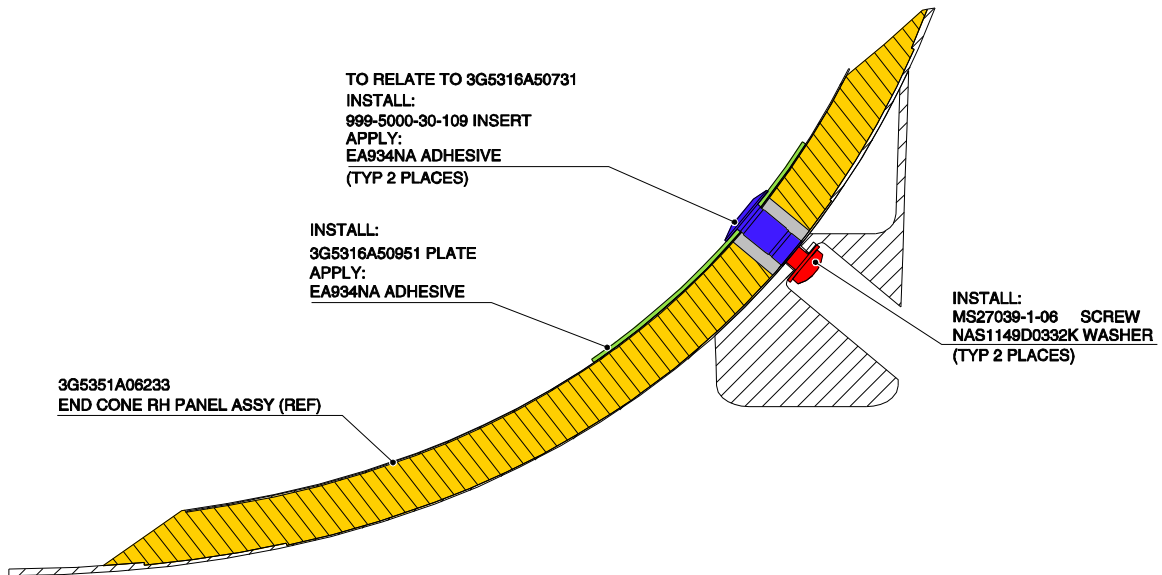 TO RELATE TO 3G5316A50731
INSTALL:
999-5000-30-109 INSERT
APPLY:
EA934NA ADHESIVE
(TYP 2 PLACES)
INSTALL:
3G5316A50951 PLATE
APPLY:
EA934NA ADHESIVE
INSTALL:
MS27039-1-06 SCREW
NAS1149D0332K WASHER
(TYP 2 PLACES)
3G5351A06233
END CONE RH PANEL ASSY (REF)